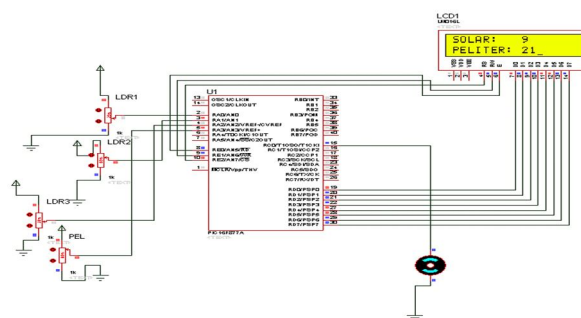 LCD1
LM016L
<TEXT>
SOLAR: 9
PELITER: 21_
VSS
VDD
VEE
RS
RW
E
D0
D1
D2
D3
D4
D5
D6
D7
LDR1
1k
LDR2
1k
LDR3
1k
PEL
1k
U1
13 OSC1/CLKIN
14 OSC2/CLKOUT
2 RA0/AN0
3 RA1/AN1
4 RA2/AN2/VREF-/CVREF
5 RA3/AN3/VREF+
6 RA4/T0CKI/C1OUT
7 RA5/AN4/SS/C2OUT
8 RE0/AN5/RD
9 RE1/AN6/WR
10 RE2/AN7/CS
1 MCLR/Vpp/THV
RB0/INT 33
RB1 34
RB2 35
RB3/PGM 36
RB4 37
RB5 38
RB6/PGC 39
RB7/PGD 40
RC0/T1OSO/T1CKI 15
RC1/T1OSI/CCP2 16
RC2/CCP1 17
RC3/SCK/SCL 18
RC4/SDI/SDA 23
RC5/SDO 24
RC6/TX/CK 25
RC7/RX/DT 26
RD0/PSP0 19
RD1/PSP1 20
RD2/PSP2 21
RD3/PSP3 22
RD4/PSP4 27
RD5/PSP5 28
RD6/PSP6 29
RD7/PSP7 30
PIC16F877A
<TEXT>